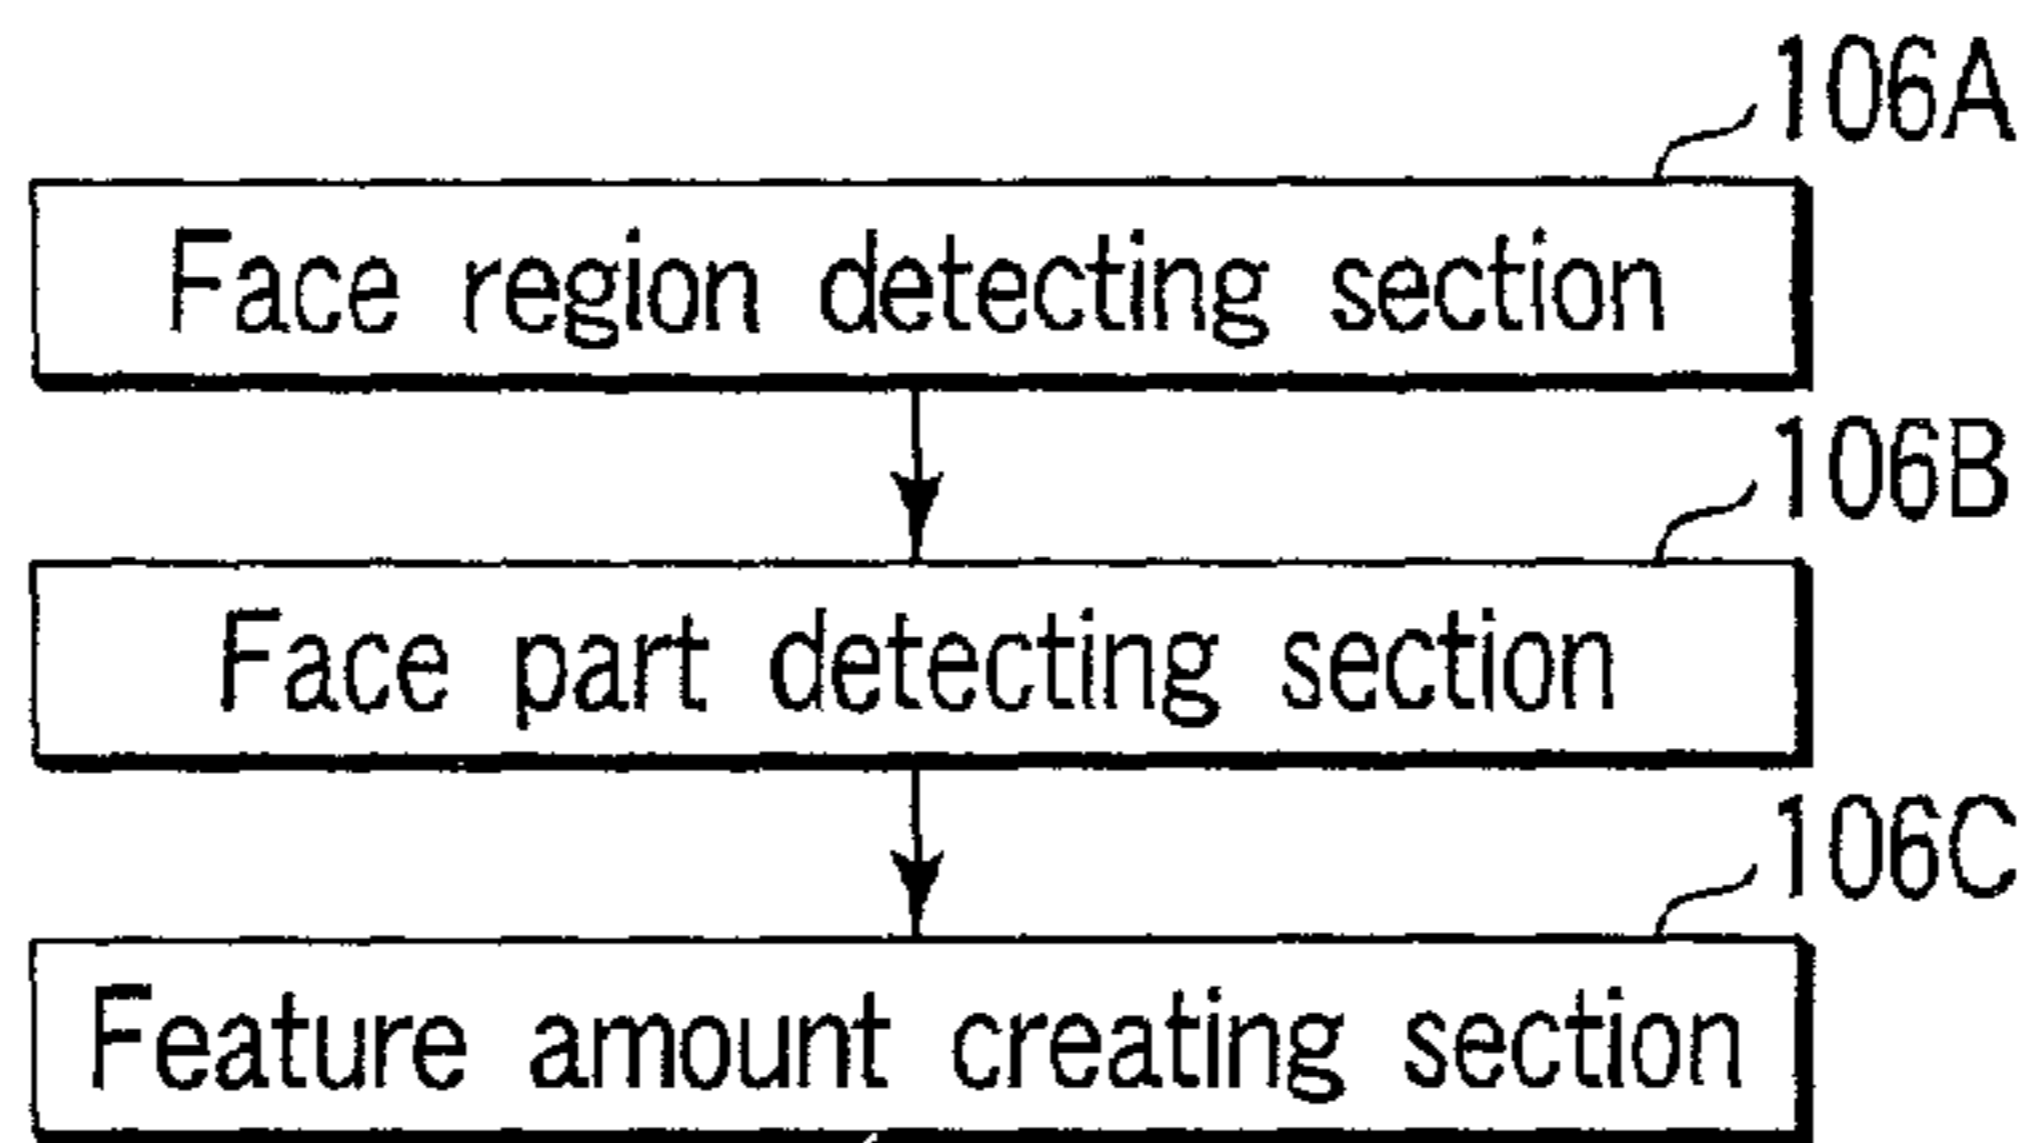 106A
Face region detecting section
106B
Face part detecting section
106C
Feature amount creating section